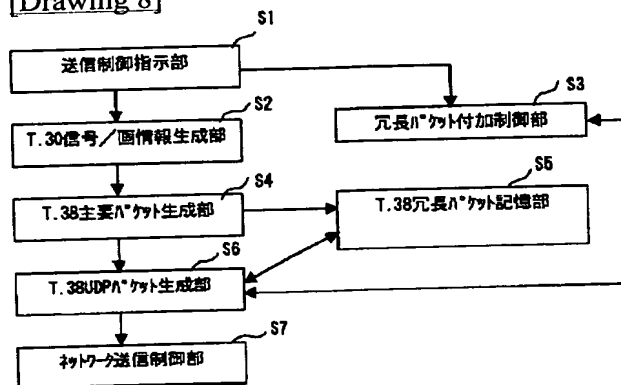 [Drawing 8]
S1
送信制御指示部
S2
T.30信号／画情報生成部
S3
冗長ﾊﾟｹｯﾄ付加制御部
S4
T.38主要ﾊﾟｹｯﾄ生成部
S5
T.38冗長ﾊﾟｹｯﾄ記憶部
S6
T.38UDPﾊﾟｹｯﾄ生成部
S7
ﾈｯﾄﾜｰｸ送信制御部